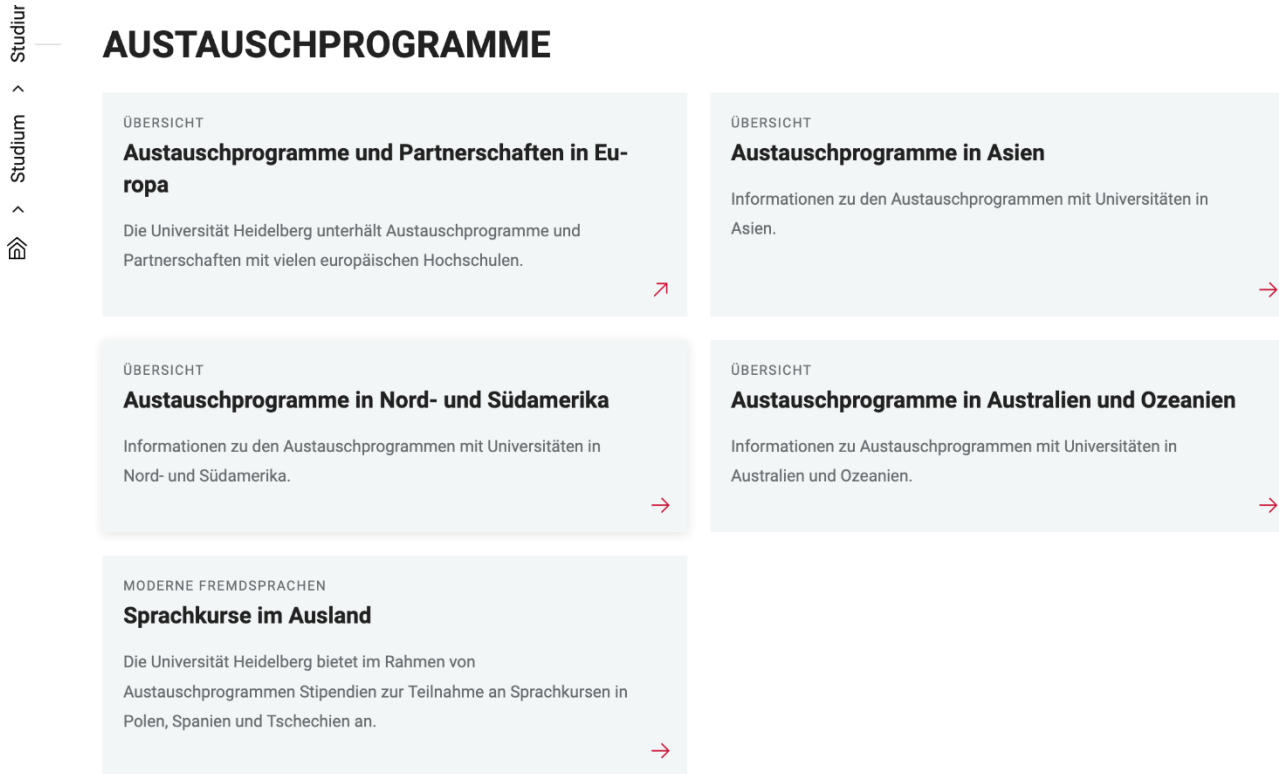 AUSTAUSCHPROGRAMME
ÜBERSICHT
Austauschprogramme und Partnerschaften in Eu-
ropa
Die Universität Heidelberg unterhält Austauschprogramme und
Partnerschaften mit vielen europäischen Hochschulen.
ÜBERSICHT
Austauschprogramme in Asien
Informationen zu den Austauschprogrammen mit Universitäten in
Asien.
ÜBERSICHT
Austauschprogramme in Nord- und Südamerika
Informationen zu den Austauschprogrammen mit Universitäten in
Nord- und Südamerika.
ÜBERSICHT
Austauschprogramme in Australien und Ozeanien
Informationen zu Austauschprogrammen mit Universitäten in
Australien und Ozeanien.
MODERNE FREMDSPRACHEN
Sprachkurse im Ausland
Die Universität Heidelberg bietet im Rahmen von
Austauschprogrammen Stipendien zur Teilnahme an Sprachkursen in
Polen, Spanien und Tschechien an.
Studium